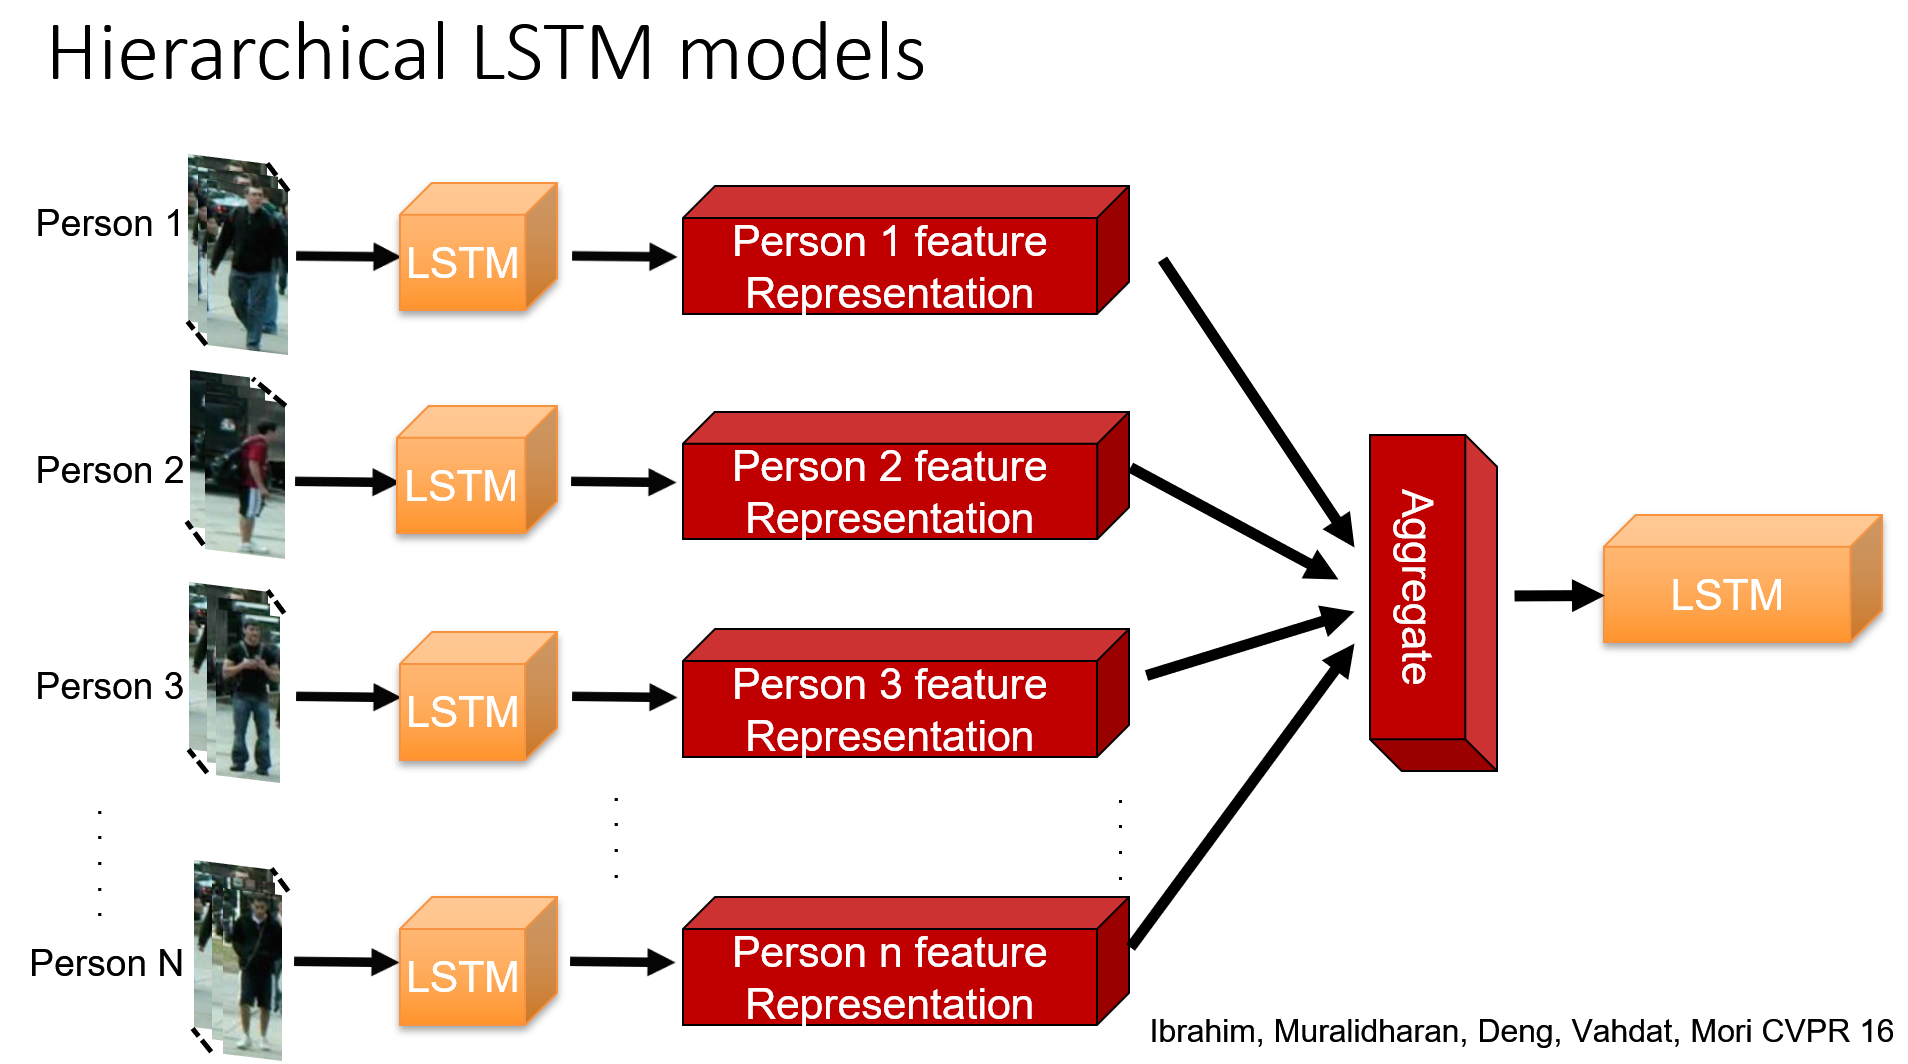 Hierarchical LSTM models
Person 1
LSTM
Person 1 feature
Representation
Person 2
LSTM
Person 2 feature
Representation
Aggregate
LSTM
Person 3
LSTM
Person 3 feature
Representation
Person N
LSTM
Person n feature
Representation
Ibrahim, Muralidharan, Deng, Vahdat, Mori CVPR 16